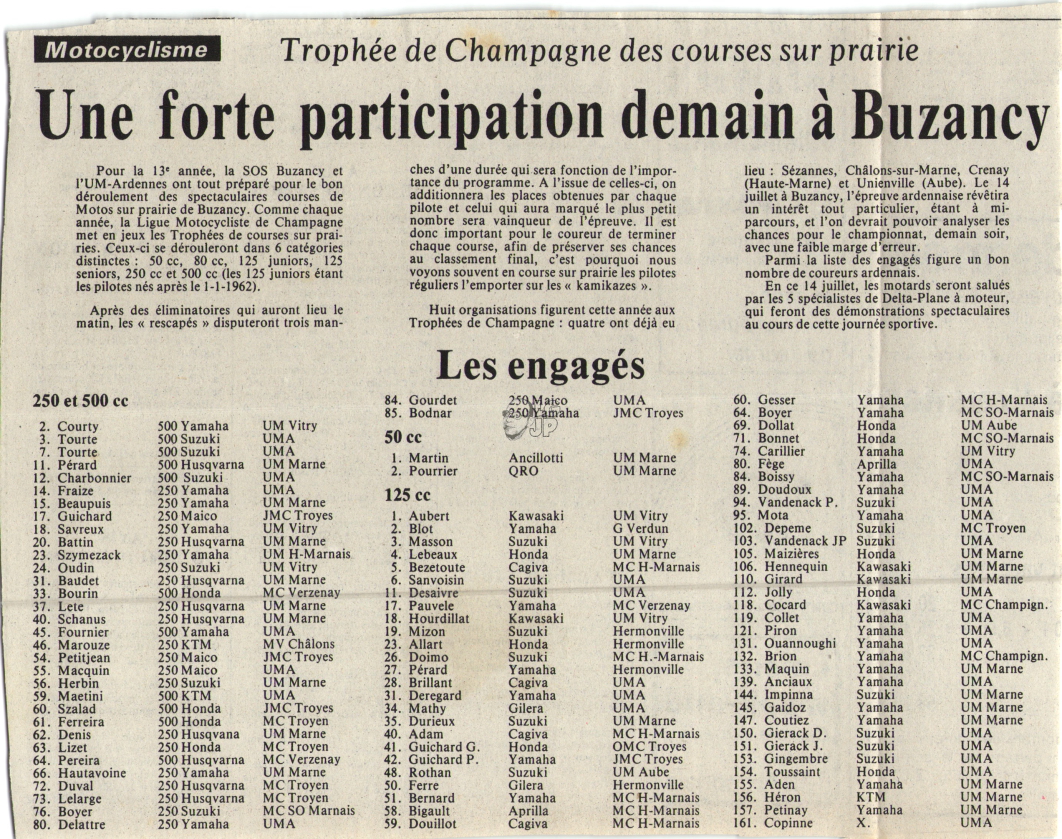 Motocyclisme
Trophée de Champagne des courses sur prairie
Une forte participation demain à Buzancy
Pour la 13e année, la SOS Buzancy et
l'UM-Ardennes ont tout préparé pour le bon
déroulement des spectaculaires courses de
Motos sur prairie de Buzancy. Comme chaque
année, la Ligue Motocycliste de Champagne
met en jeu les Trophées de courses sur prai-
ries. Ceux-ci se dérouleront dans 6 catégories
distinctes : 50 cc, 80 cc, 125 juniors, 125
seniors, 250 cc et 500 cc (les 125 juniors étant
les pilotes nés après le 1-1-1962).
Après des éliminatoires qui auront lieu le
matin, les « rescapés » disputeront trois man-
ches d'une durée qui sera fonction de l'impor-
tance du programme. A l'issue de celles-ci, on
additionnera les places obtenues par chaque
pilote et celui qui aura marqué le plus petit
nombre sera vainqueur de l'épreuve. Il est
donc important pour le coureur de terminer
chaque course, afin de préserver ses chances
au classement final, c'est pourquoi nous
voyons souvent en course sur prairie les pilotes
réguliers l'emporter sur les « kamikazes ».
Huit organisations figurent cette année aux
Trophées de Champagne : quatre ont déjà eu
lieu : Sézannes, Châlons-sur-Marne, Crenay
(Haute-Marne) et Unienville (Aube). Le 14
juillet à Buzancy, l'épreuve ardennaise revêtira
un intérêt tout particulier, étant à mi-
parcours, et l'on devrait pouvoir analyser les
chances pour le championnat, demain soir,
avec une faible marge d'erreur.
Parmi la liste des engagés figure un bon
nombre de coureurs ardennais.
En ce 14 juillet, les motards seront salués
par les 5 spécialistes de Delta-Plane à moteur,
qui feront des démonstrations spectaculaires
au cours de cette journée sportive.
Les engagés
250 et 500 cc
2. Courty 500 Yamaha UM Vitry
3. Tourte 500 Suzuki UMA
7. Tourte 500 Suzuki UMA
11. Pérard 500 Husqvarna UM Marne
12. Charbonnier 500 Suzuki UMA
14. Fraize 250 Yamaha UMA
15. Beaupuis 250 Yamaha UM Marne
17. Guichard 250 Maico JMC Troyes
18. Savreux 250 Yamaha UM Vitry
20. Battin 250 Husqvarna UM Marne
23. Szymezack 250 Yamaha UM H-Marnais
24. Oudin 250 Suzuki UM Vitry
31. Baudet 250 Husqvarna UM Marne
33. Bourin 500 Honda MC Verzenay
37. Lete 250 Husqvarna UM Marne
40. Schanus 250 Husqvarna UM Marne
45. Fournier 500 Yamaha UMA
46. Marouze 250 KTM MV Châlons
54. Petitjean 250 Maico JMC Troyes
55. Macquin 250 Maico UMA
56. Herbin 250 Suzuki UM Marne
59. Maetini 500 KTM UMA
60. Szalad 500 Honda JMC Troyes
61. Ferreira 500 Honda MC Troyen
62. Denis 250 Husqvana UM Marne
63. Lizet 250 Honda MC Troyen
64. Pereira 500 Husqvarna MC Verzenay
66. Hautavoine 250 Yamaha UM Marne
72. Duval 250 Husqvarna MC Troyen
73. Lelarge 250 Husqvarna MC Troyen
76. Boyer 250 Suzuki MC SO Marnais
80. Delattre 250 Yamaha UMA
84. Gourdet 250 Maico UMA
85. Bodnar 250 Yamaha JMC Troyes
JP
50 cc
1. Martin Ancillotti UM Marne
2. Pourrier QRO UM Marne
125 cc
1. Aubert Kawasaki UM Vitry
2. Blot Yamaha G Verdun
3. Masson Suzuki UM Vitry
4. Lebeaux Honda UM Marne
5. Bezetoute Cagiva MC H-Marnais
6. Sanvoisin Suzuki UMA
11. Desaivre Suzuki UMA
17. Pauvele Yamaha MC Verzenay
18. Hourdillat Kawasaki UM Vitry
19. Mizon Suzuki Hermonville
23. Allart Honda Hermonville
26. Doimo Suzuki MC H.-Marnais
27. Pérard Yamaha Hermonville
28. Brillant Cagiva UMA
31. Deregard Yamaha UMA
34. Mathy Gilera UMA
35. Durieux Suzuki UM Marne
40. Adam Cagiva MC H-Marnais
41. Guichard G. Honda OMC Troyes
42. Guichard P. Yamaha JMC Troyes
48. Rothan Suzuki UM Aube
50. Ferre Gilera Hermonville
51. Bernard Yamaha MC H-Marnais
58. Bigault Aprilla MC H-Marnais
59. Douillot Cagiva MC H-Marnais
60. Gesser Yamaha MC H-Marnais
64. Boyer Yamaha MC SO-Marnais
69. Dollat Honda UM Aube
71. Bonnet Honda MC SO-Marnais
74. Carillier Yamaha UM Vitry
80. Fège Aprilla UMA
84. Boissy Yamaha MC SO-Marnais
89. Doudoux Yamaha UMA
94. Vandenack P. Suzuki UMA
95. Mota Yamaha UMA
102. Depeme Suzuki MC Troyen
103. Vandenack JP Suzuki UMA
105. Maizières Honda UM Marne
106. Hennequin Kawasaki UM Marne
110. Girard Kawasaki UM Marne
112. Jolly Honda UMA
118. Cocard Kawasaki MC Champign.
119. Collet Yamaha UMA
121. Piron Yamaha UMA
131. Ouannoughi Yamaha UMA
132. Brion Yamaha MC Champign.
133. Maquin Yamaha UM Marne
139. Anciaux Yamaha UMA
144. Impinna Suzuki UM Marne
145. Gaidoz Yamaha UM Marne
147. Coutiez Yamaha UM Marne
150. Gierack D. Suzuki UMA
151. Gierack J. Suzuki UMA
153. Gingembre Suzuki UMA
154. Toussaint Honda UMA
155. Aden Yamaha UM Marne
156. Héron KTM UM Marne
157. Petinay Yamaha UM Marne
161. Copinne X. UMA